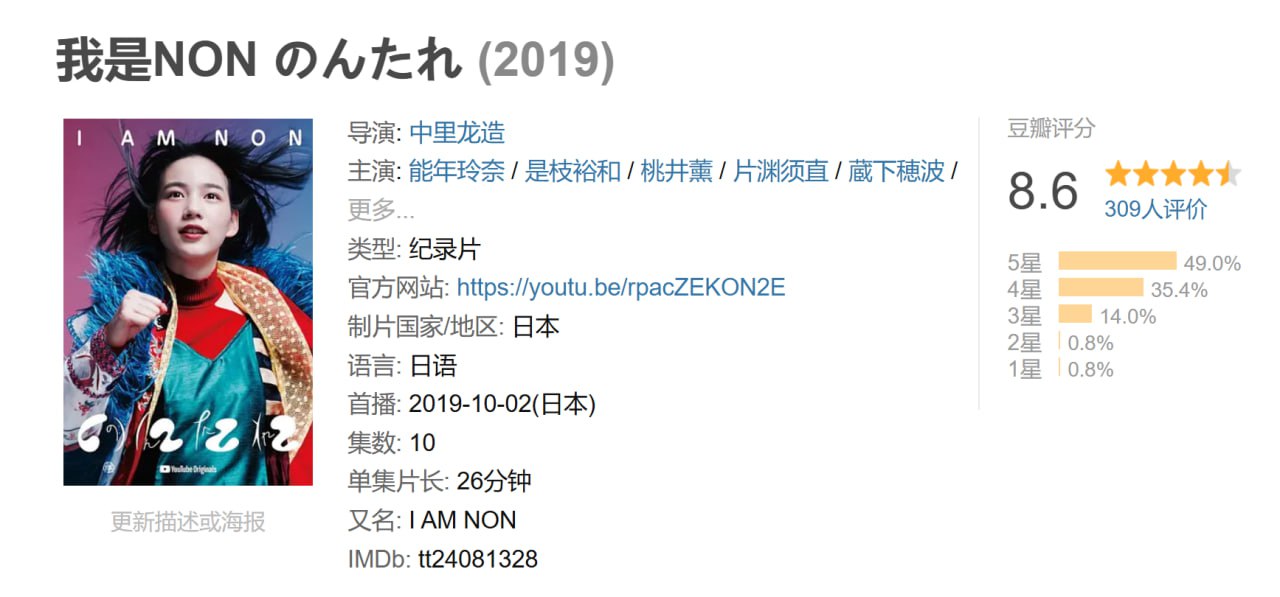 我是NON のんたれ (2019)
I AM NON
のんたれ
YouTube Originals
更新描述或海报
导演: 中里龙造
主演: 能年玲奈 / 是枝裕和 / 桃井薫 / 片渊须直 / 蔵下穂波 /
更多...
类型: 纪录片
官方网站: https://youtu.be/rpacZEKON2E
制片国家/地区: 日本
语言: 日语
首播: 2019-10-02(日本)
集数: 10
单集片长: 26分钟
又名: I AM NON
IMDb: tt24081328
豆瓣评分
8.6
309人评价
5星 49.0%
4星 35.4%
3星 14.0%
2星 0.8%
1星 0.8%